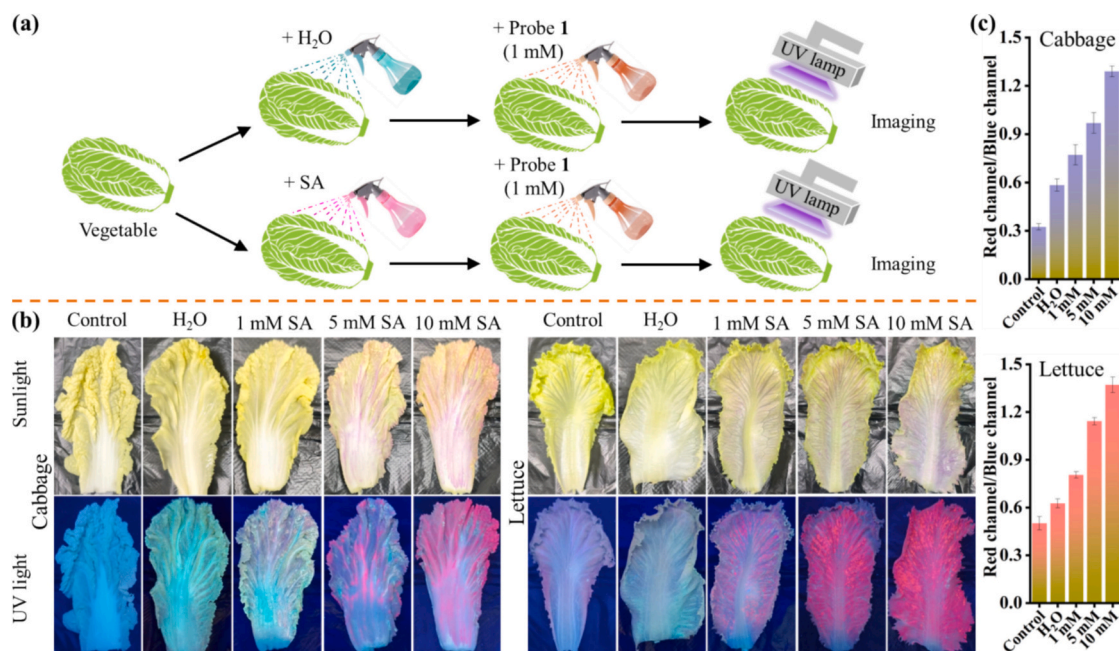 (a)
+ H₂O
+ Probe 1
(1 mM)
UV lamp
Imaging
Vegetable
+ SA
+ Probe 1
(1 mM)
UV lamp
Imaging
(b)
Control
H₂O
1 mM SA
5 mM SA
10 mM SA
Control
H₂O
1 mM SA
5 mM SA
10 mM SA
Sunlight
UV light
Cabbage
Lettuce
(c)
Cabbage
Red channel/Blue channel
1.5
1.2
0.9
0.6
0.3
0.0
Control
H₂O
1 mM
5 mM
10 mM
Lettuce
Red channel/Blue channel
1.5
1.2
0.9
0.6
0.3
0.0
Control
H₂O
1 mM
5 mM
10 mM